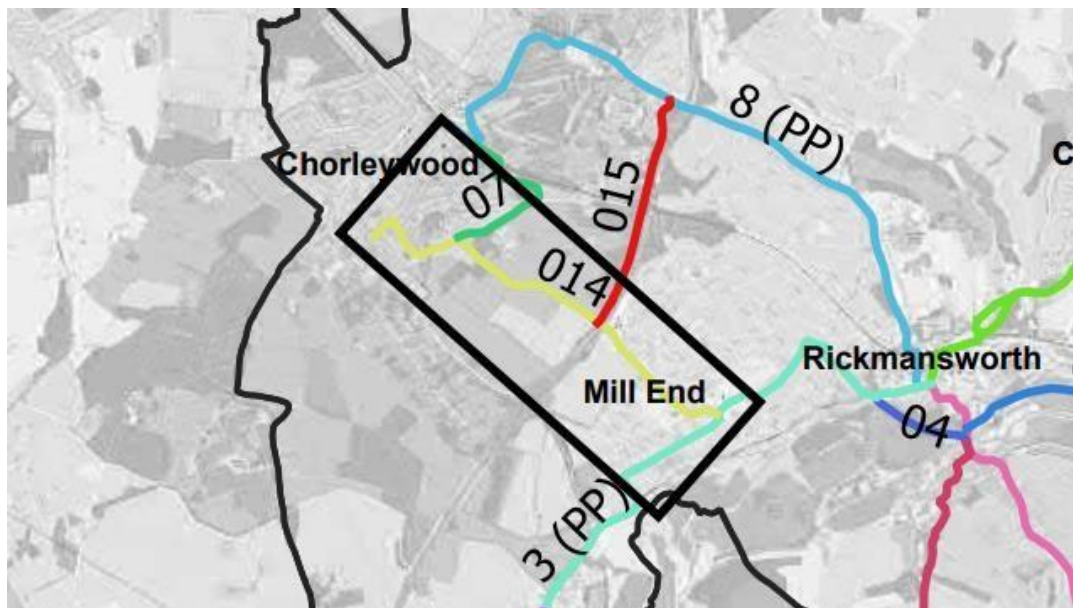 8 (PP)
C
Chorleywood
07
015
014
Rickmansworth
Mill End
04
3 (PP)